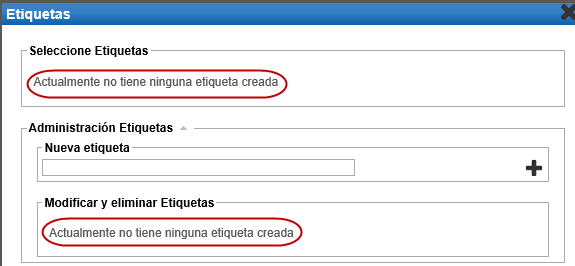 Etiquetas
Seleccione Etiquetas
Actualmente no tiene ninguna etiqueta creada
Administración Etiquetas
Nueva etiqueta
Modificar y eliminar Etiquetas
Actualmente no tiene ninguna etiqueta creada